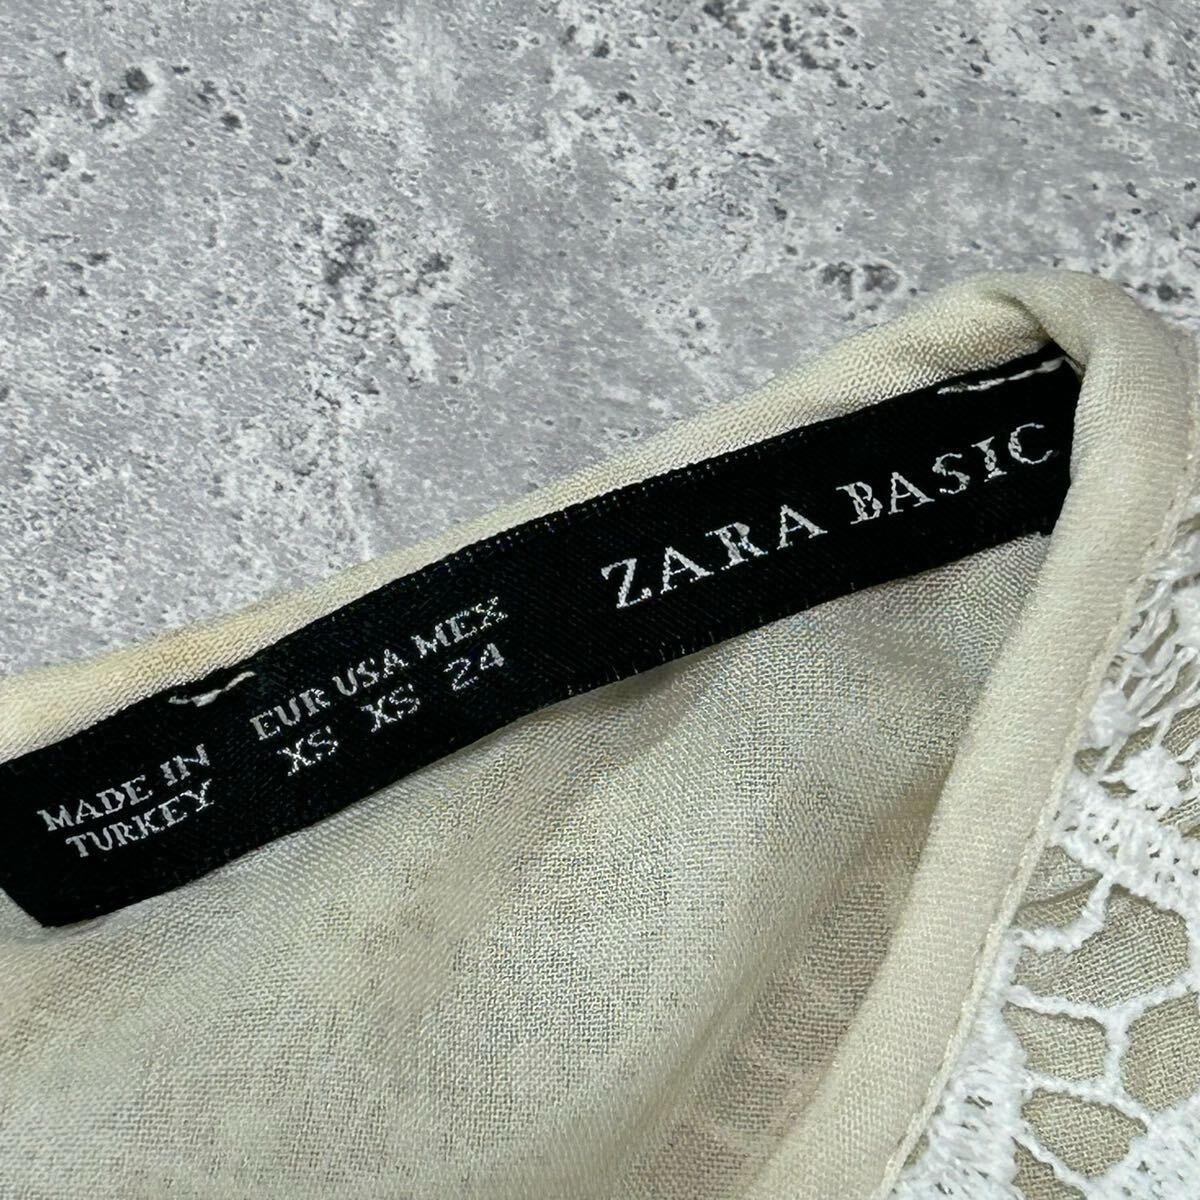 ZARA BASIC
EUR USA MEX
XS XS 24
MADE IN
TURKEY